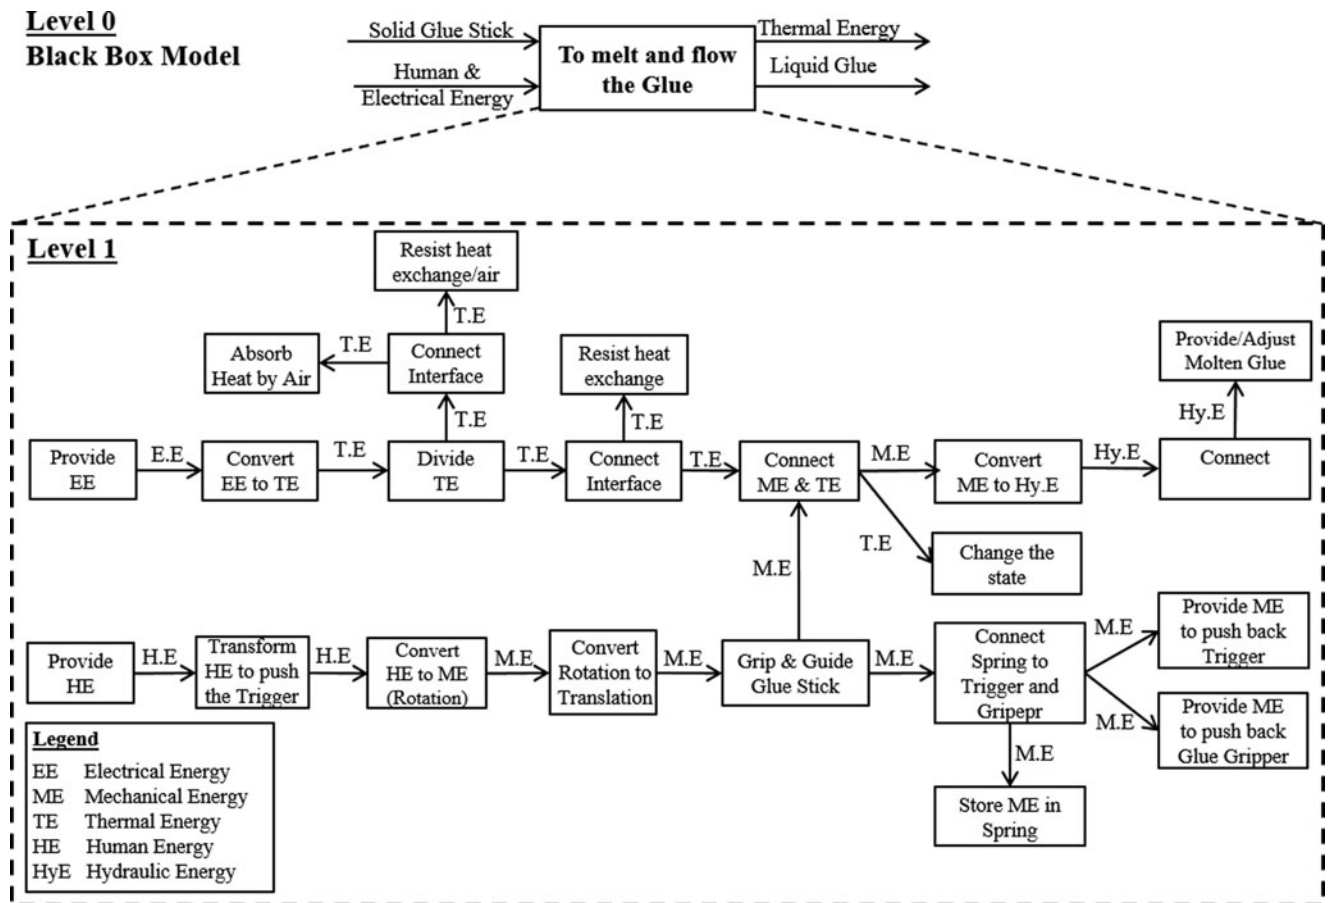 Level 0
Black Box Model
Solid Glue Stick
Human &
Electrical Energy
To melt and flow
the Glue
Thermal Energy
Liquid Glue
Level 1
Resist heat
exchange/air
T.E
Absorb
Heat by Air
T.E
Connect
Interface
Resist heat
exchange
Provide/Adjust
Molten Glue
T.E
T.E
Hy.E
Provide
EE
E.E
Convert
EE to TE
T.E
Divide
TE
T.E
Connect
Interface
T.E
Connect
ME & TE
M.E
Convert
ME to Hy.E
Hy.E
Connect
M.E
T.E
Change the
state
Provide
HE
H.E
Transform
HE to push
the Trigger
H.E
Convert
HE to ME
(Rotation)
M.E
Convert
Rotation to
Translation
M.E
Grip & Guide
Glue Stick
M.E
Connect
Spring to
Trigger and
Gripepr
M.E
Provide ME
to push back
Trigger
M.E
Provide ME
to push back
Glue Gripper
M.E
Store ME in
Spring
Legend
EE Electrical Energy
ME Mechanical Energy
TE Thermal Energy
HE Human Energy
HyE Hydraulic Energy